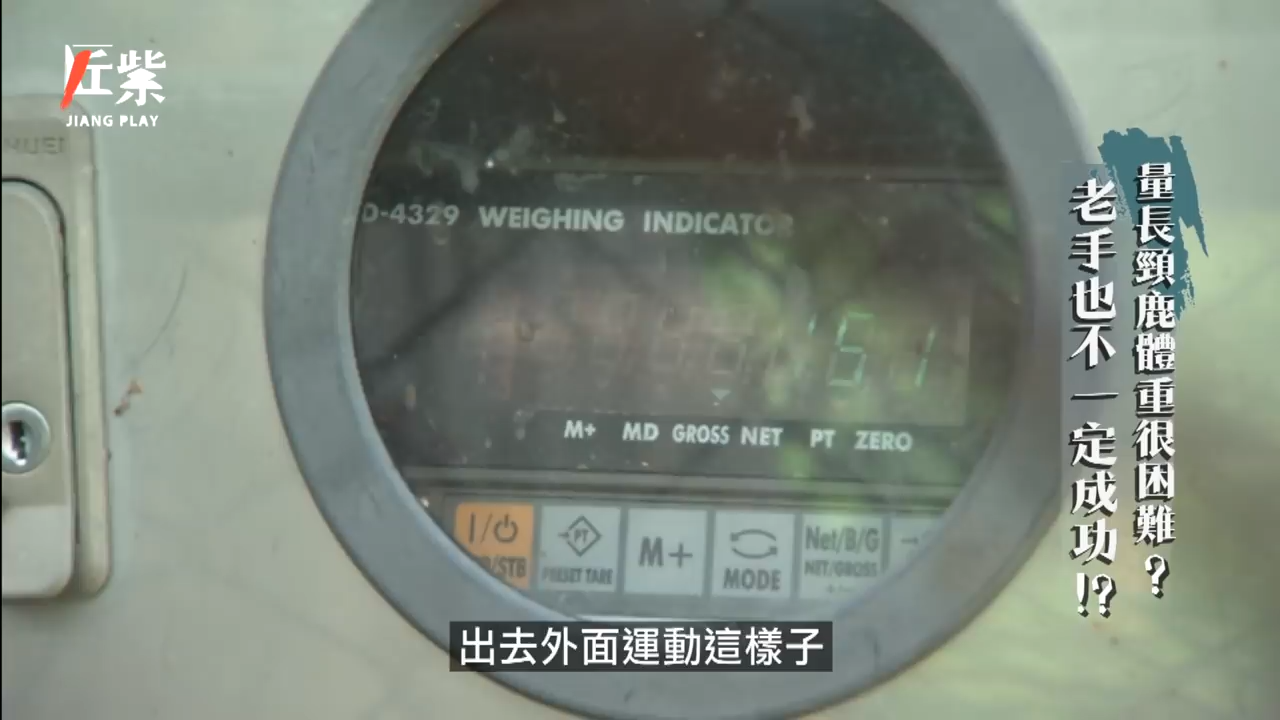 匠紫
JIANG PLAY
量長頸鹿體重很困難?
老手也不一定成功!?
D-4329 WEIGHING INDICATOR
61
M+ MD GROSS NET PT ZERO
PT
M+
PRESET TARE
MODE
Net/B/G
NET/GROSS
出去外面運動這樣子